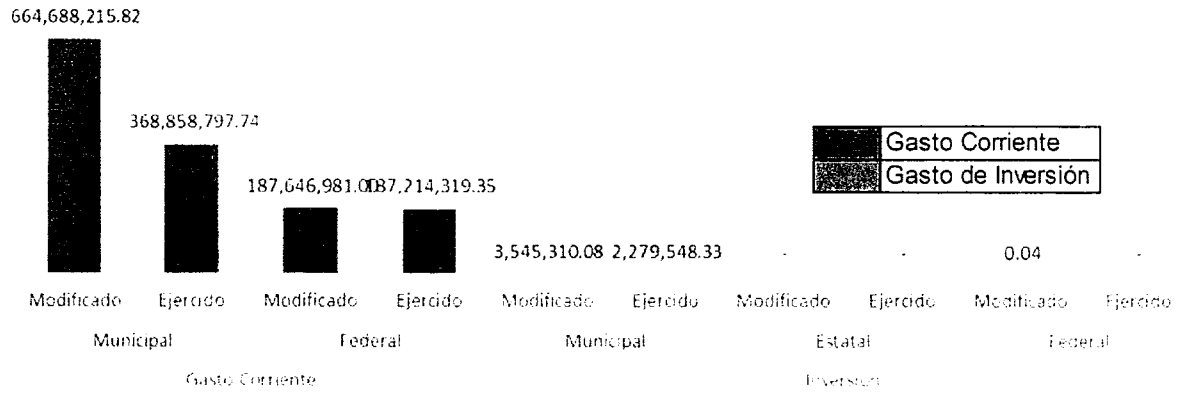 664,688,215.82
368,858,797.74
187,646,981.00
187,214,319.35
3,545,310.08 2,279,548.33 - - 0.04 -
Gasto Corriente
Gasto de Inversión
Modificado Ejercido Modificado Ejercido Modificado Ejercido Modificado Ejercido Modificado Ejercido
Municipal Federal Municipal Estatal Federal
Gasto Corriente Inversión